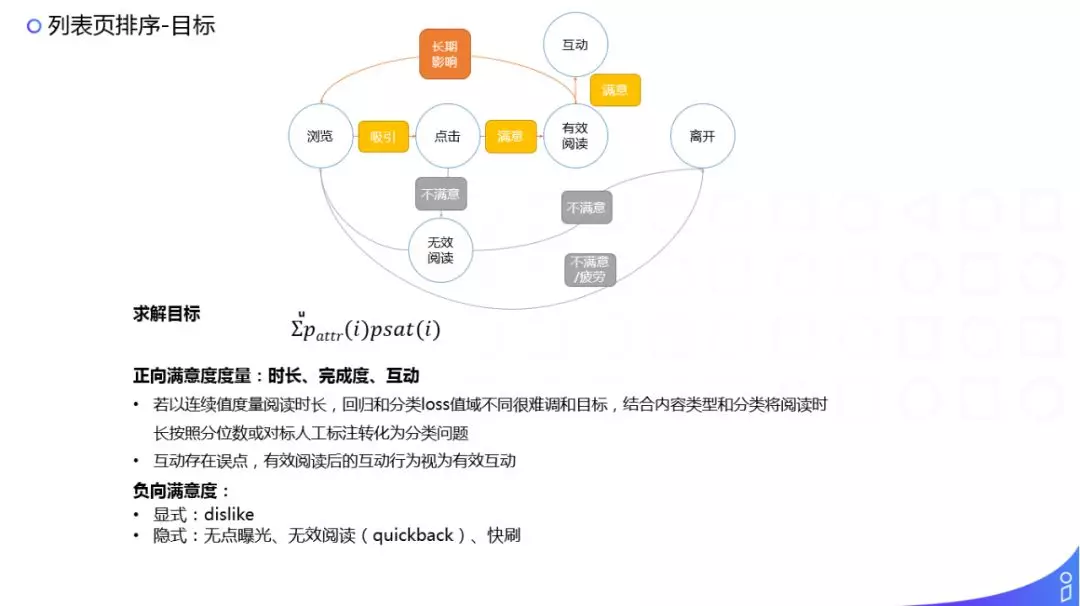 列表页排序-目标
长期
影响
互动
满意
浏览
吸引
点击
满意
有效
阅读
离开
不满意
不满意
无效
阅读
不满意
/疲劳
求解目标
u
Σp_attr(i)psat(i)
正向满意度度量：时长、完成度、互动
• 若以连续值度量阅读时长，回归和分类loss值域不同很难调和目标，结合内容类型和分类将阅读时
长按照分位数或对标人工标注转化为分类问题
• 互动存在误点，有效阅读后的互动行为视为有效互动
负向满意度：
• 显式：dislike
• 隐式：无点曝光、无效阅读（quickback）、快刷